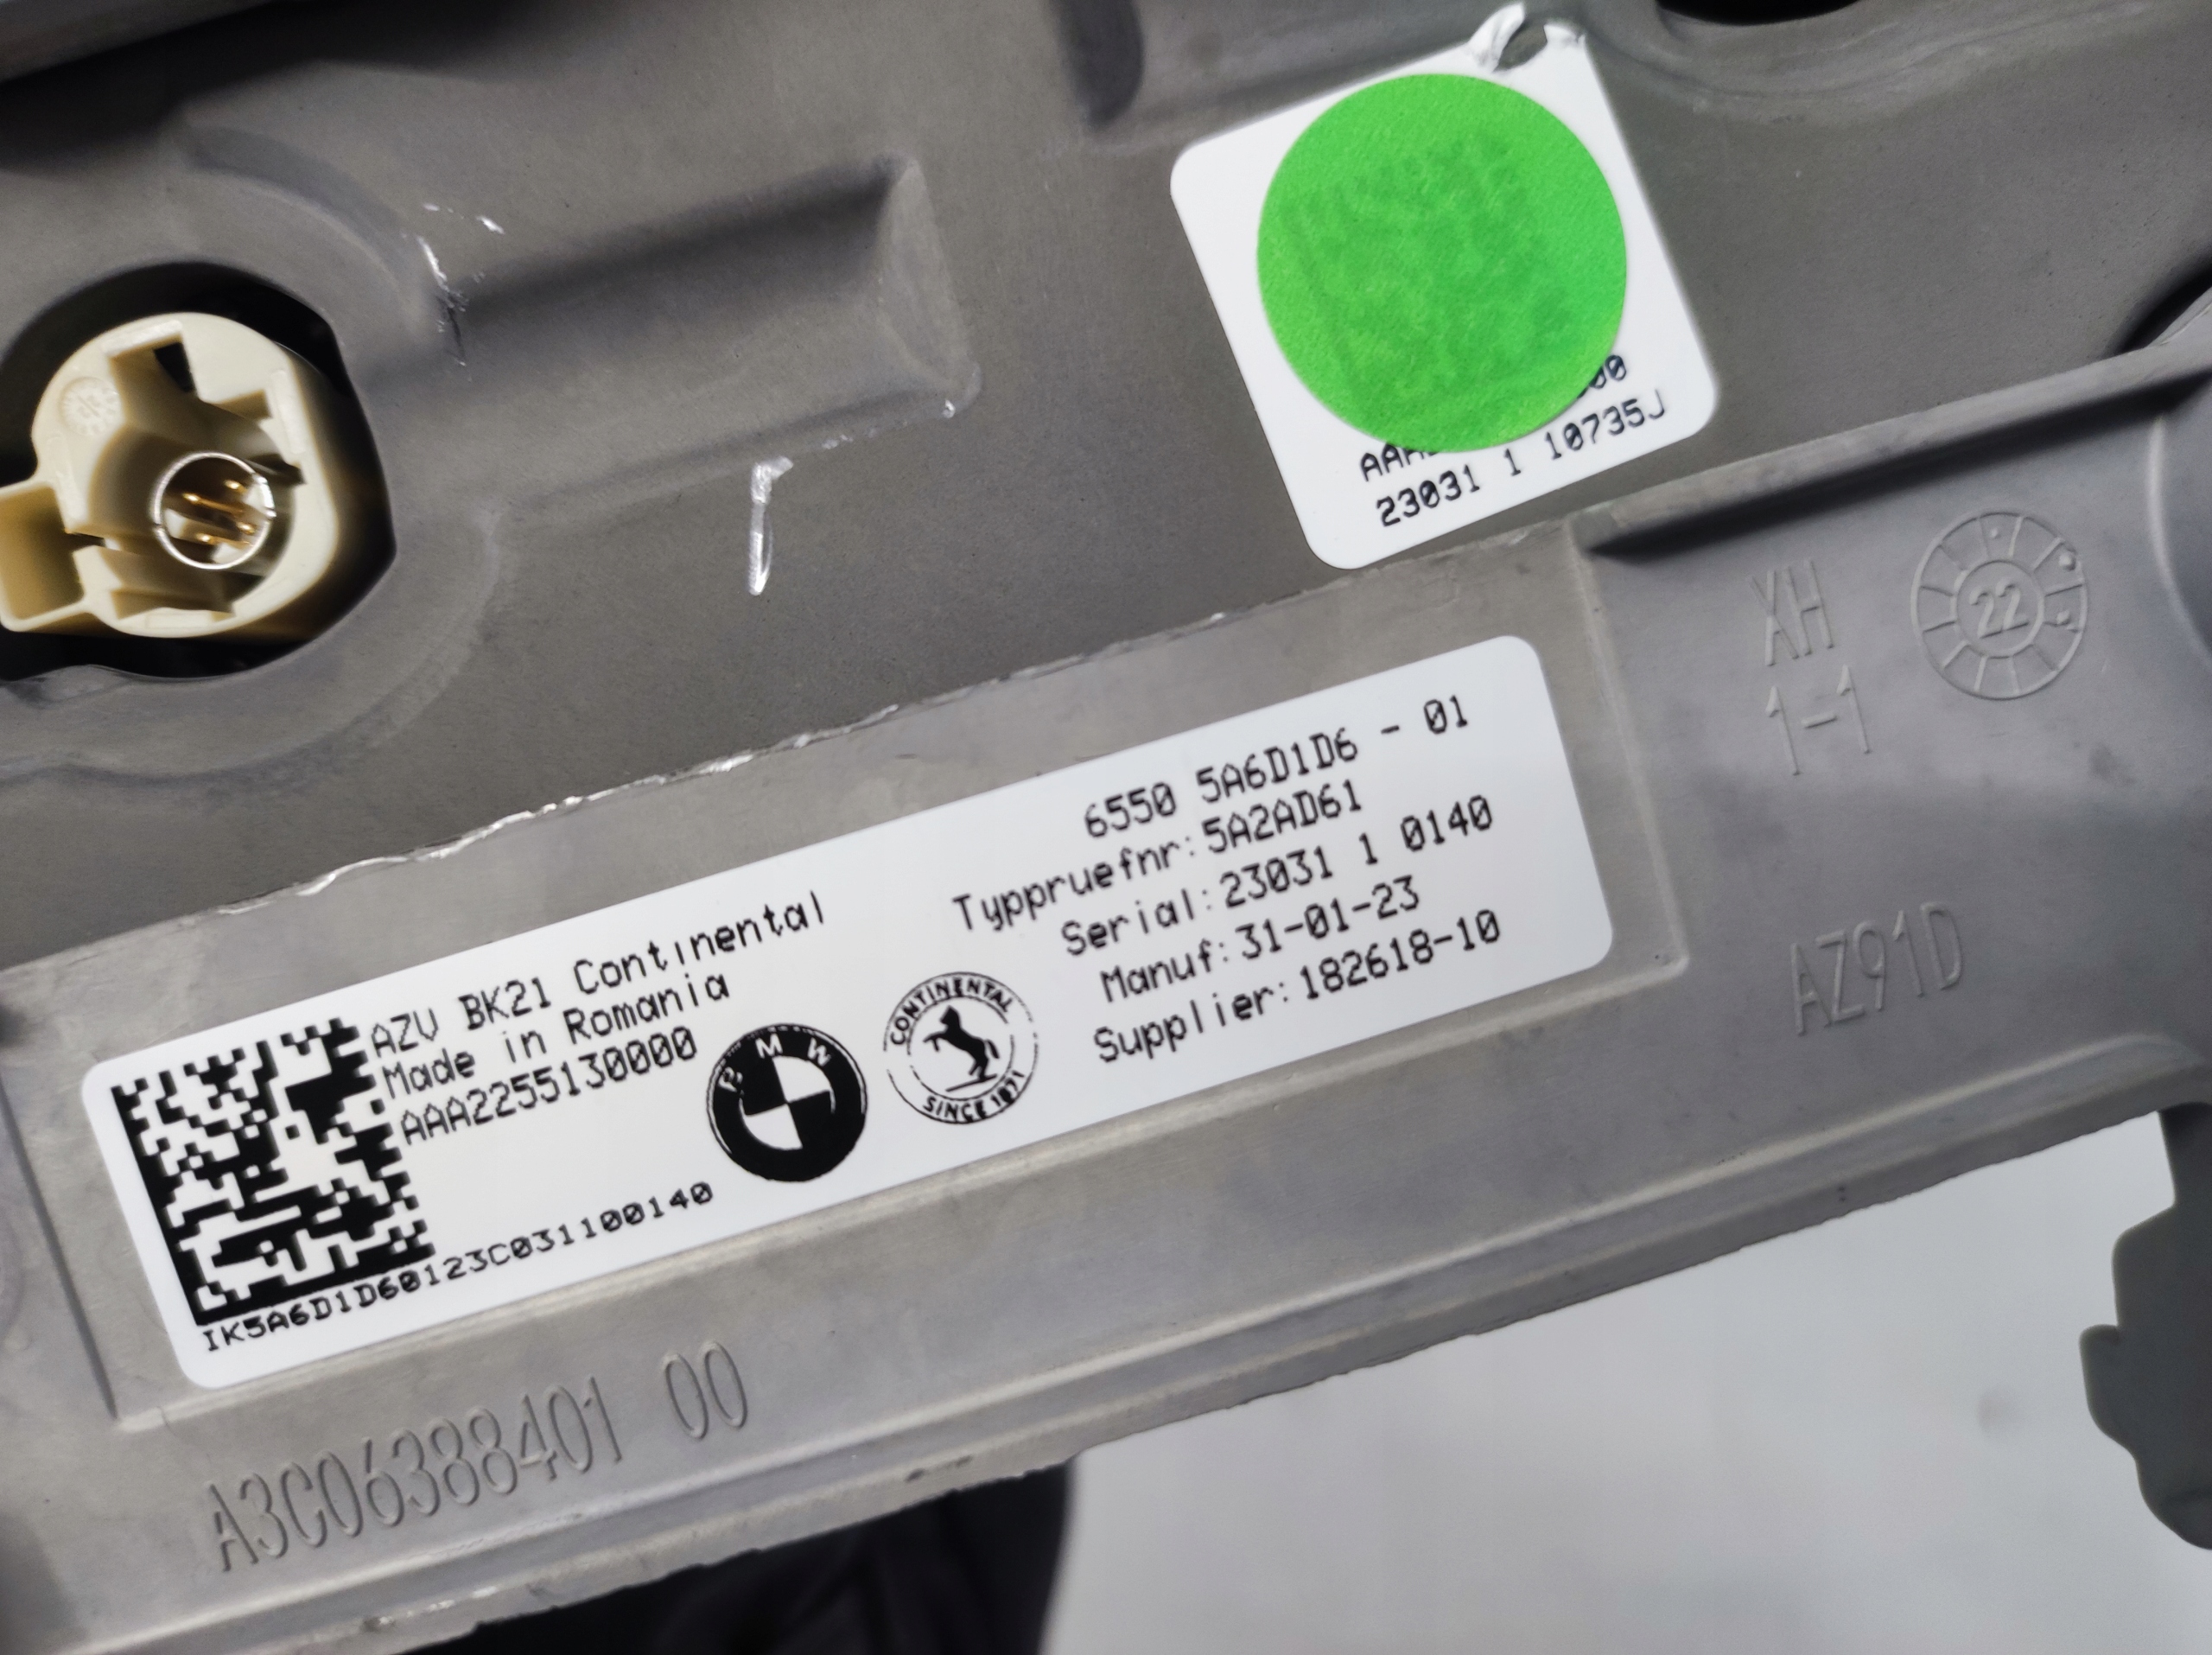 00
23031 1 10735J
XH
1-1
22
6550 5A6D1D6 - 01
Typpruefnr:5A2AD61
Serial:23031 1 0140
Manuf:31-01-23
Supplier:182618-10
AZV BK21 Continental
Made in Romania
AAA2255130000
BMW
CONTINENTAL
SINCE 1871
IK5A6D1D60123C031100140
AZ91D
A3C06388401 00